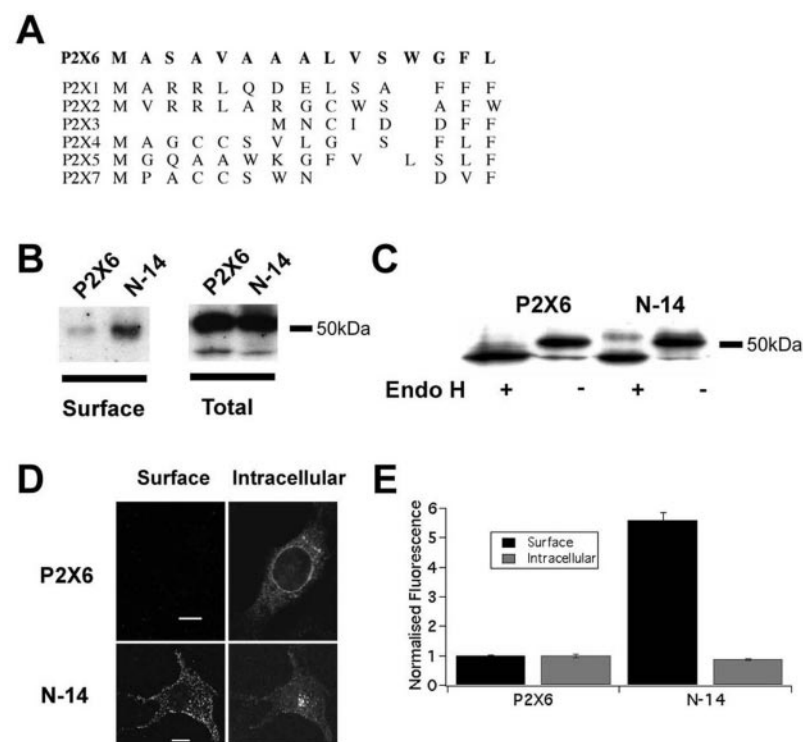 A
P2X6 M A S A V A A A L V S W G F L
P2X1 M A R R L Q D E L S A F F F
P2X2 M V R R L A R G C W S A F W
P2X3 M N C I D D F F
P2X4 M A G C C S V L G S F L F
P2X5 M G Q A A W K G F V L S L F
P2X7 M P A C C S W N D V F
B
P2X6 N-14 P2X6 N-14
50kDa
Surface Total
C
P2X6 N-14
50kDa
Endo H + - + -
D
Surface Intracellular
P2X6
N-14
E
Normalised Fluorescence
6
5
4
3
2
1
0
Surface
Intracellular
P2X6 N-14